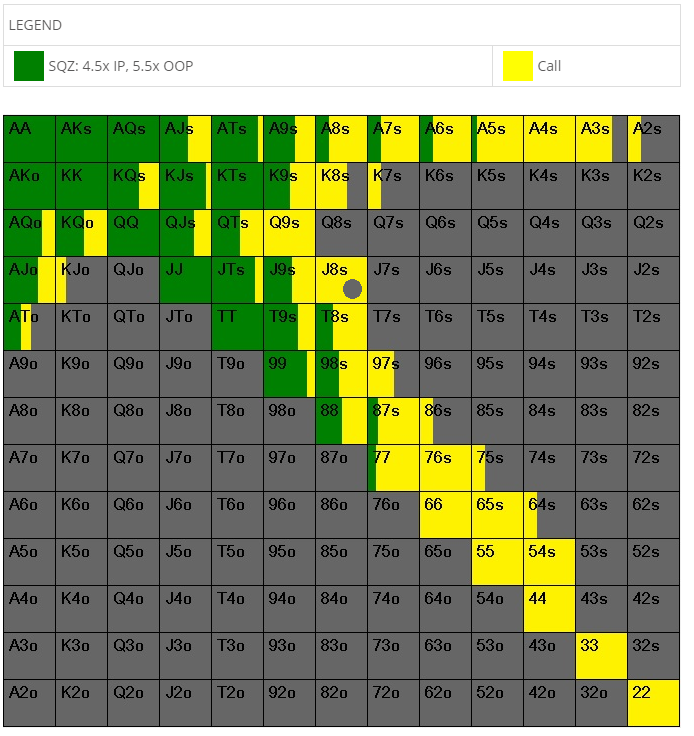 LEGEND
SQZ: 4.5x IP, 5.5x OOP Call
AA AKs AQs AJs ATs A9s A8s A7s A6s A5s A4s A3s A2s
AKo KK KQs KJs KTs K9s K8s K7s K6s K5s K4s K3s K2s
AQo KQo QQ QJs QTs Q9s Q8s Q7s Q6s Q5s Q4s Q3s Q2s
AJo KJo QJo JJ JTs J9s J8s J7s J6s J5s J4s J3s J2s
ATo KTo QTo JTo TT T9s T8s T7s T6s T5s T4s T3s T2s
A9o K9o Q9o J9o T9o 99 98s 97s 96s 95s 94s 93s 92s
A8o K8o Q8o J8o T8o 98o 88 87s 86s 85s 84s 83s 82s
A7o K7o Q7o J7o T7o 97o 87o 77 76s 75s 74s 73s 72s
A6o K6o Q6o J6o T6o 96o 86o 76o 66 65s 64s 63s 62s
A5o K5o Q5o J5o T5o 95o 85o 75o 65o 55 54s 53s 52s
A4o K4o Q4o J4o T4o 94o 84o 74o 64o 54o 44 43s 42s
A3o K3o Q3o J3o T3o 93o 83o 73o 63o 53o 43o 33 32s
A2o K2o Q2o J2o T2o 92o 82o 72o 62o 52o 42o 32o 22